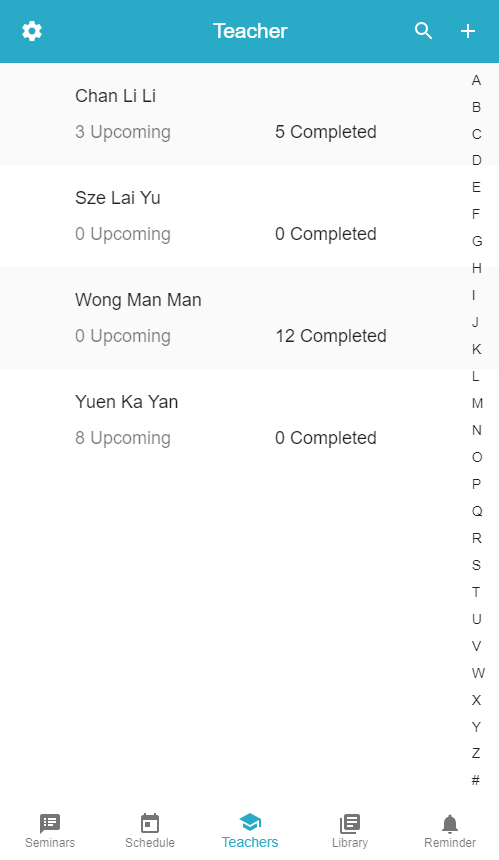 Teacher
Chan Li Li
3 Upcoming 5 Completed
Sze Lai Yu
0 Upcoming 0 Completed
Wong Man Man
0 Upcoming 12 Completed
Yuen Ka Yan
8 Upcoming 0 Completed
A
B
C
D
E
F
G
H
I
J
K
L
M
N
O
P
Q
R
S
T
U
V
W
X
Y
Z
#
Seminars Schedule Teachers Library Reminder